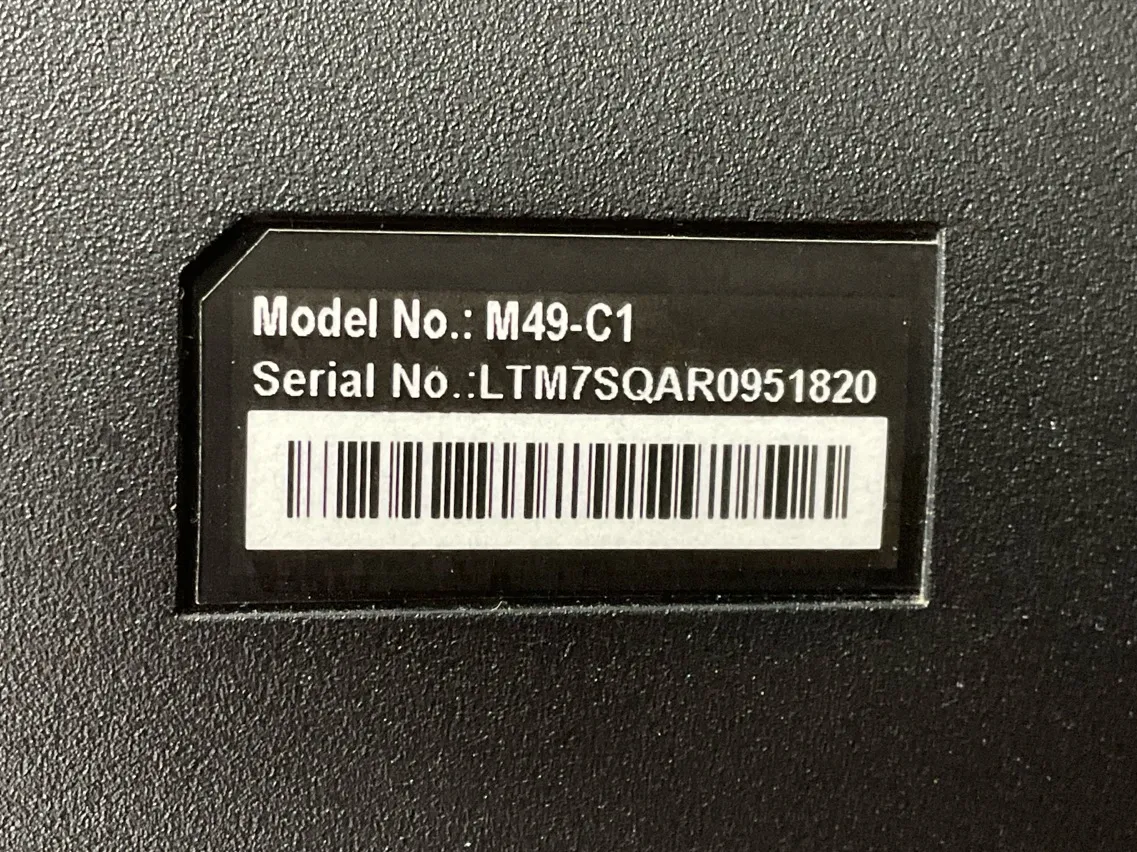 Model No.: M49-C1
Serial No.:LTM7SQAR0951820